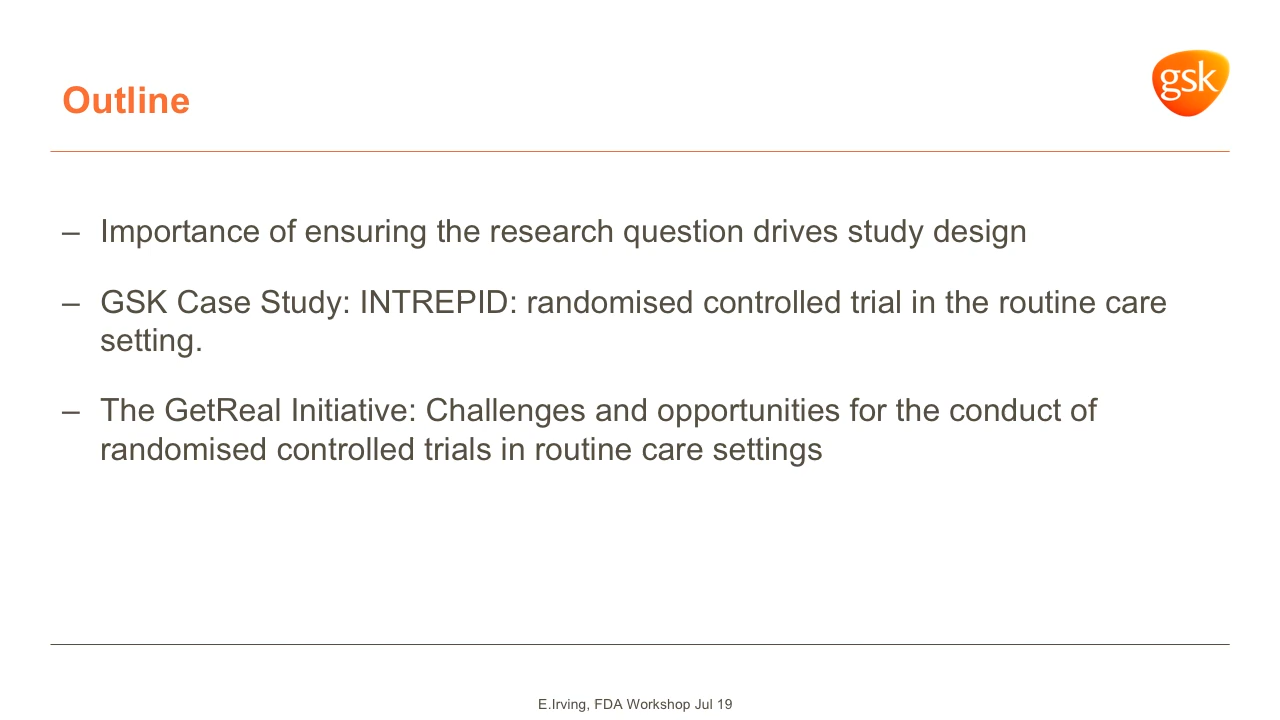 Outline
gsk
– Importance of ensuring the research question drives study design
– GSK Case Study: INTREPID: randomised controlled trial in the routine care
setting.
– The GetReal Initiative: Challenges and opportunities for the conduct of
randomised controlled trials in routine care settings
E.Irving, FDA Workshop Jul 19